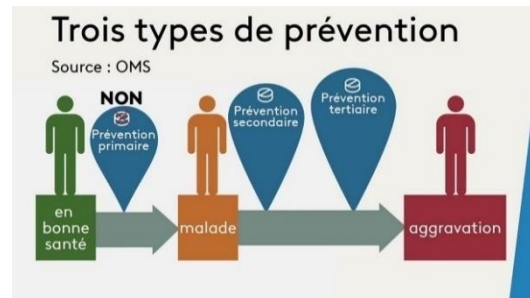 Trois types de prévention
Source : OMS
NON
Prévention
primaire
Prévention
secondaire
Prévention
tertiaire
en
bonne
santé
malade
aggravation